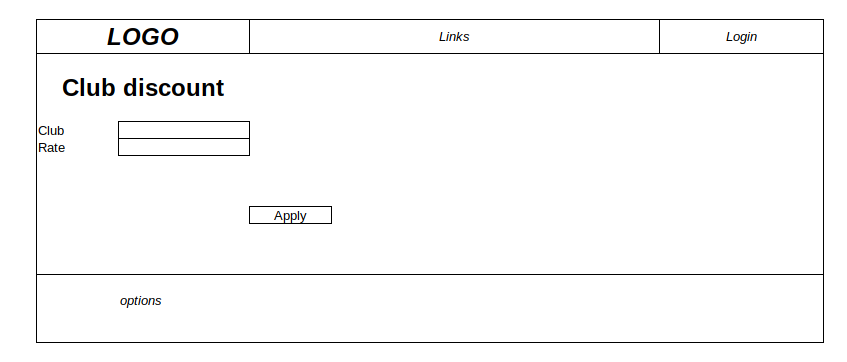 LOGO Links Login
Club discount
Club
Rate
Apply
options